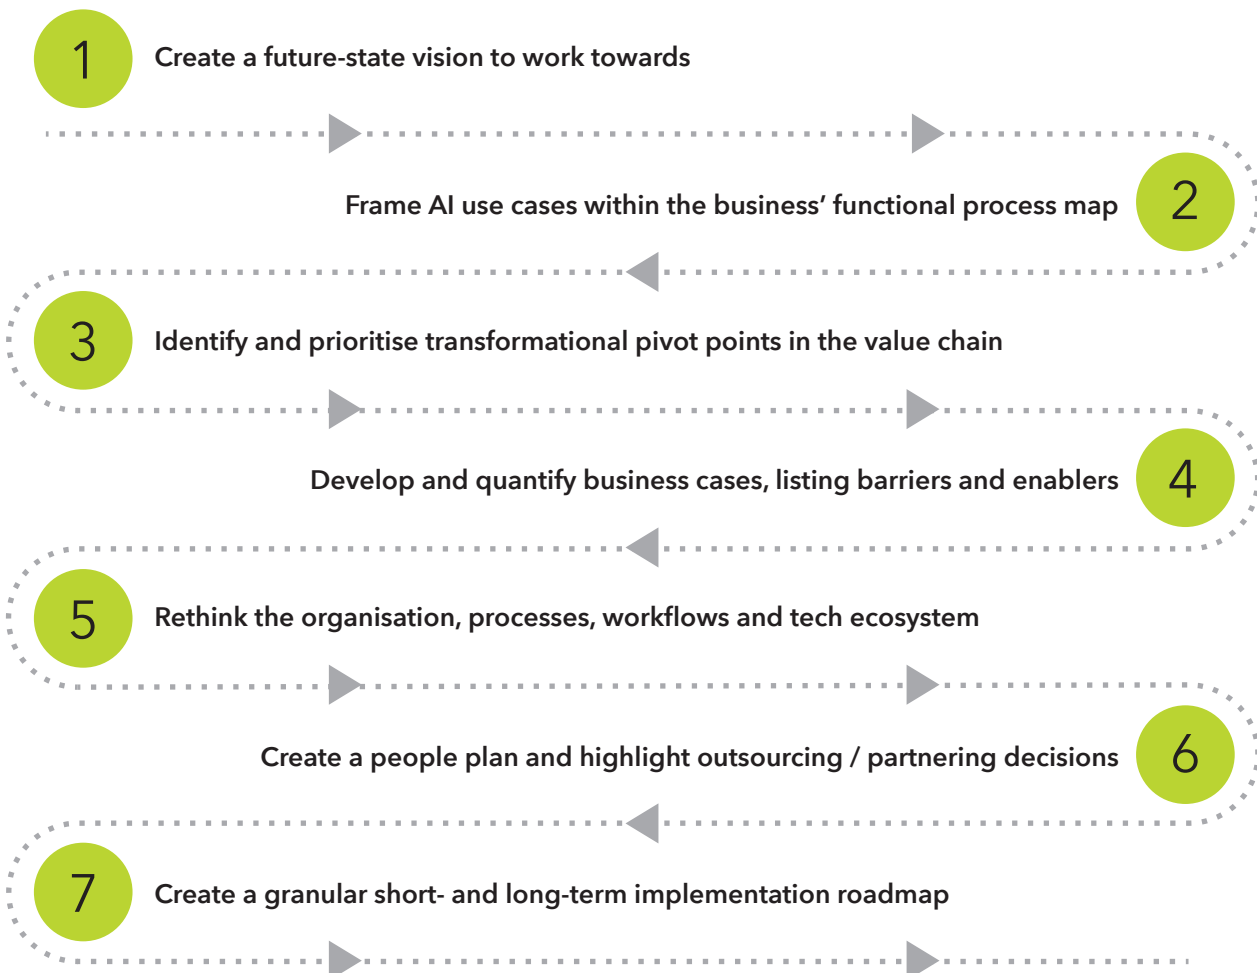 1
Create a future-state vision to work towards
Frame AI use cases within the business’ functional process map
2
3
Identify and prioritise transformational pivot points in the value chain
Develop and quantify business cases, listing barriers and enablers
4
5
Rethink the organisation, processes, workflows and tech ecosystem
Create a people plan and highlight outsourcing / partnering decisions
6
7
Create a granular short- and long-term implementation roadmap